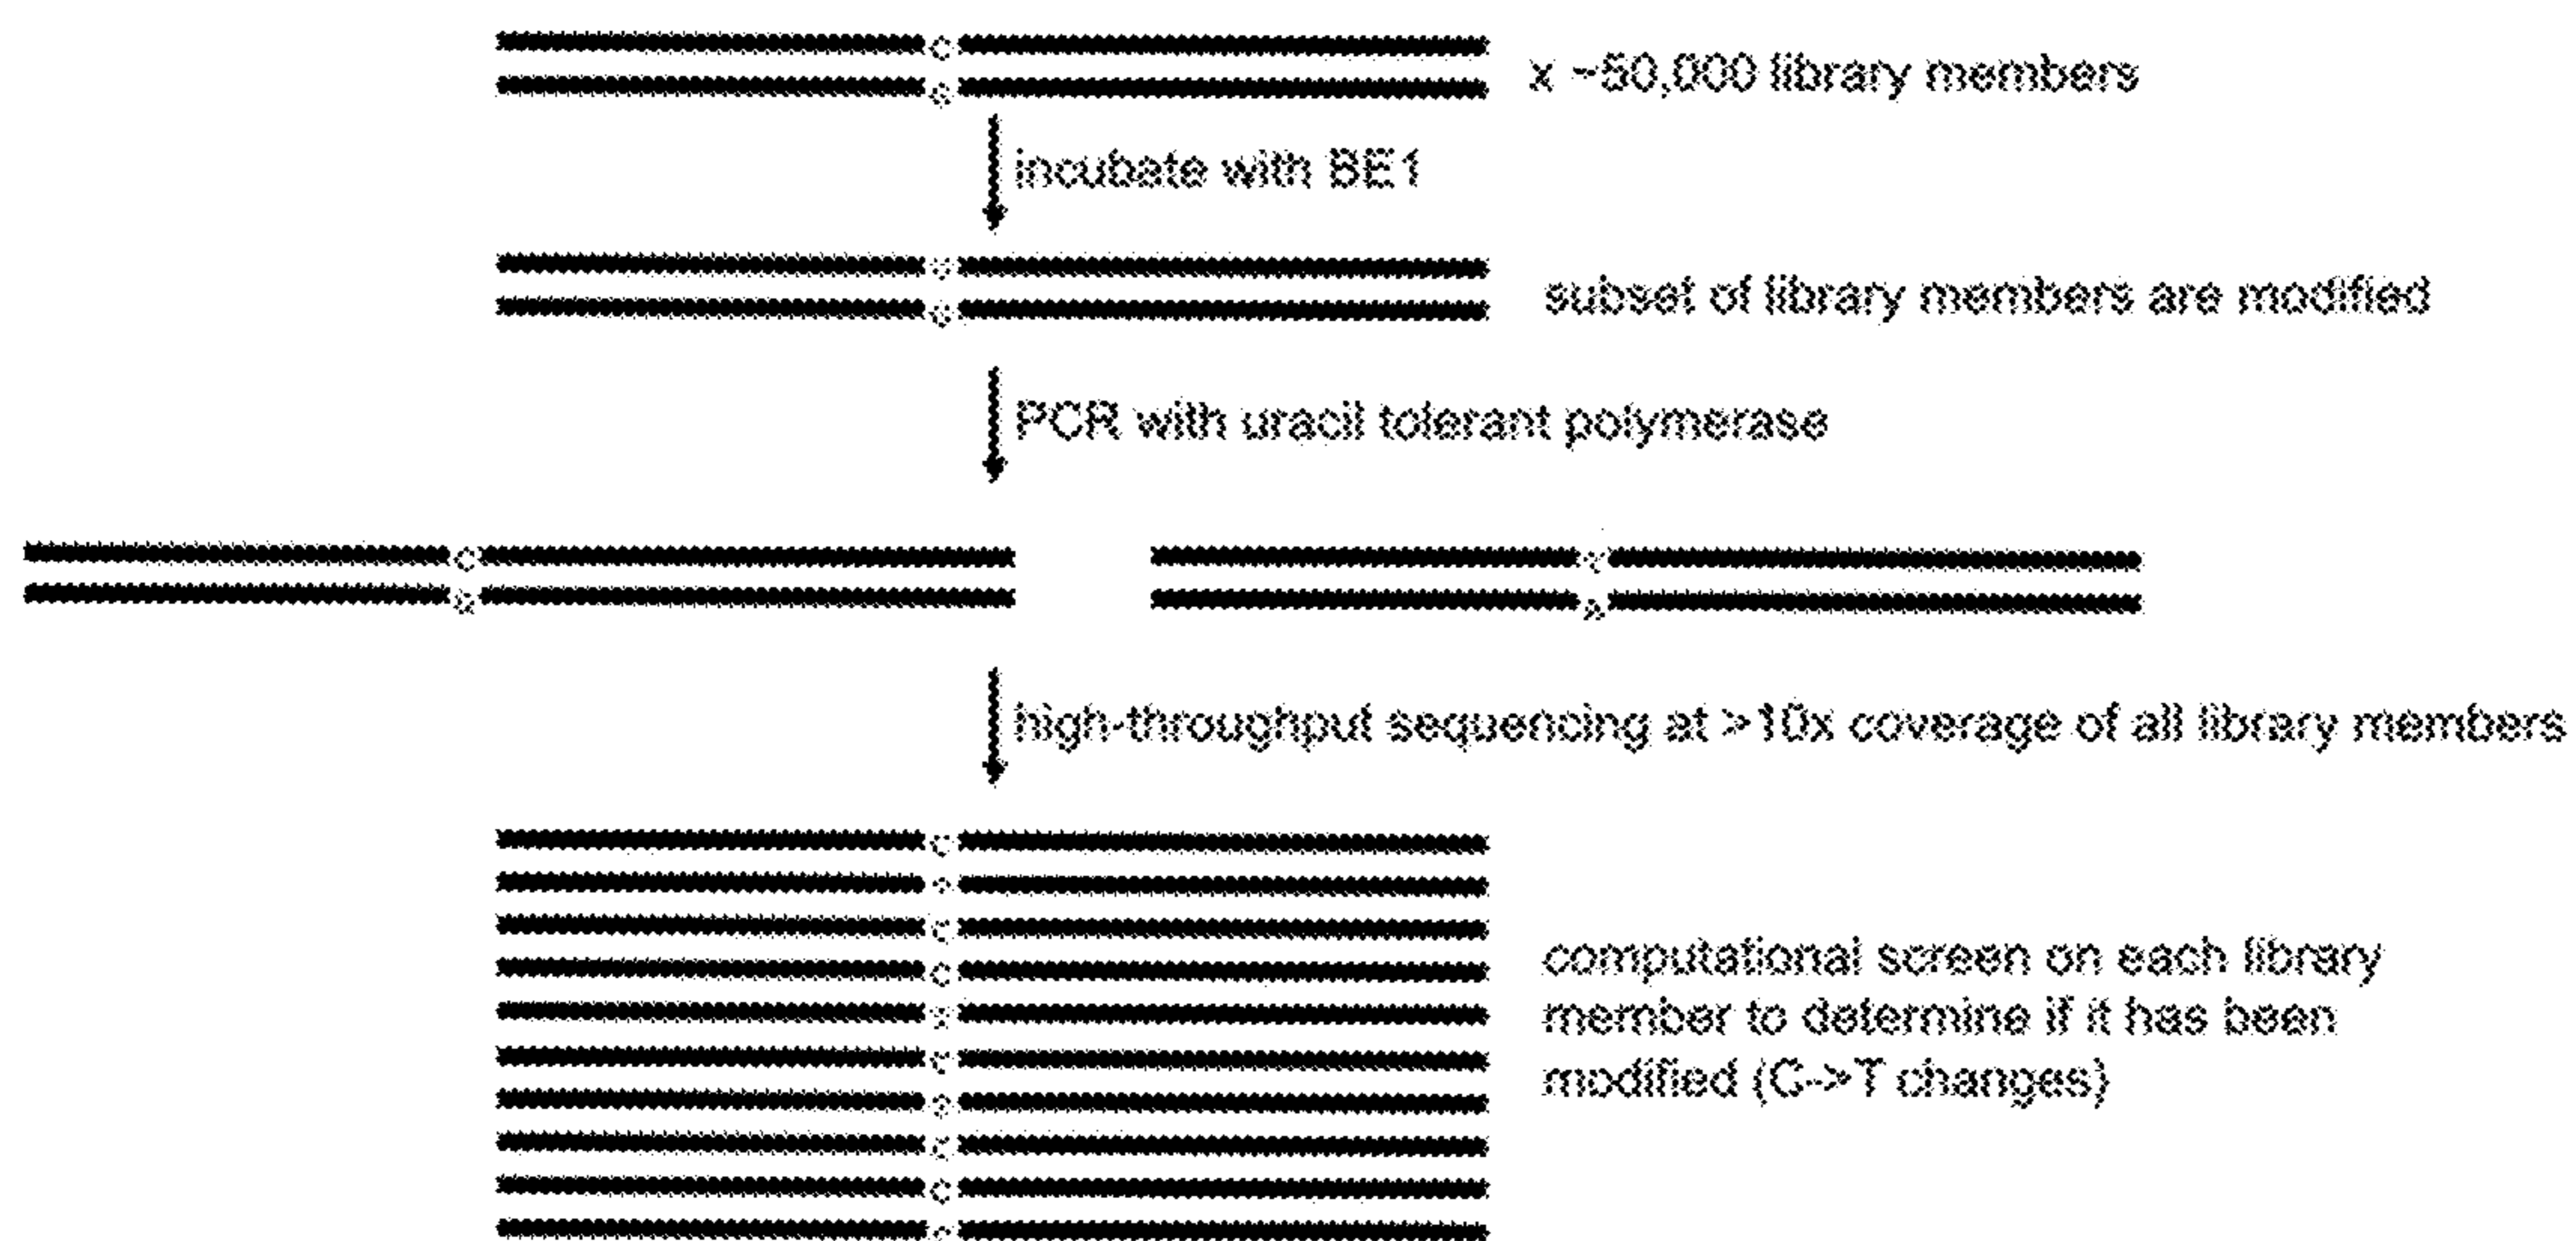 C
x ~50,000 library members
incubate with BE1
subset of library members are modified
PCR with uracil tolerant polymerase
C
high-throughput sequencing at >10x coverage of all library members
C
C
C
C
C
computational screen on each library
member to determine if it has been
modified (C->T changes)
C
C